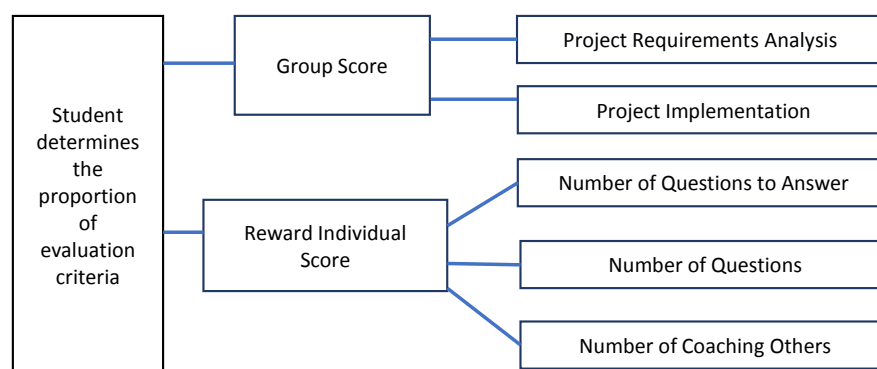 Student
determines
the
proportion
of
evaluation
criteria
Group Score
Project Requirements Analysis
Project Implementation
Reward Individual
Score
Number of Questions to Answer
Number of Questions
Number of Coaching Others